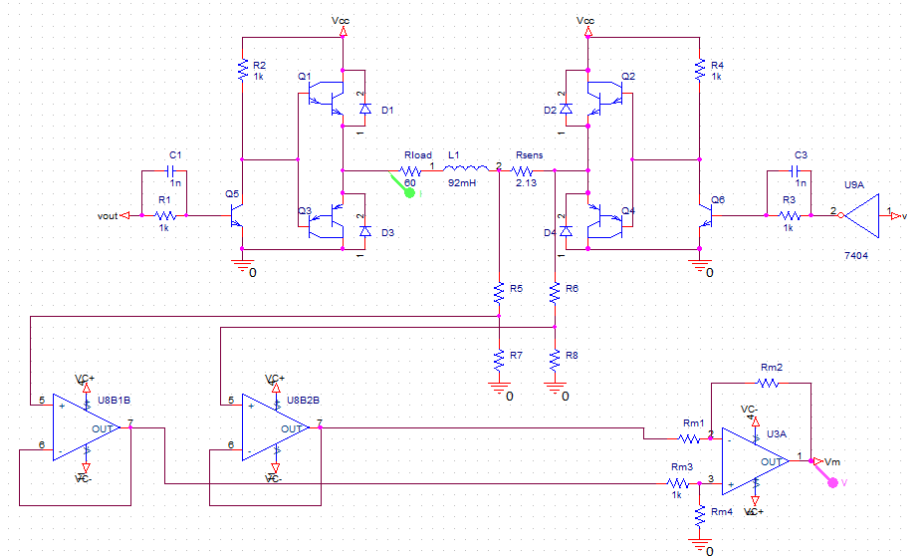 Vcc
Vcc
R2
1k
Q1
2
D1
1
2
D2
1
Q2
R4
1k
C1
1n
R1
1k
vout
Q5
Q3
2
D3
1
Rload
60
1
L1
92mH
2
Rsens
2.13
2
D4
1
Q4
Q6
C3
1n
R3
1k
U9A
2
1
v
7404
0
0
R5
R6
R7
R8
0
0
VC+
5
+
U8B1B
OUT
7
6
-
VC-
VC+
5
+
U8B2B
OUT
7
6
-
VC-
Rm2
Rm1
VC-
4
2
-
U3A
OUT
1
Vm
V
Rm3
1k
3
+
VC+
Rm4
0